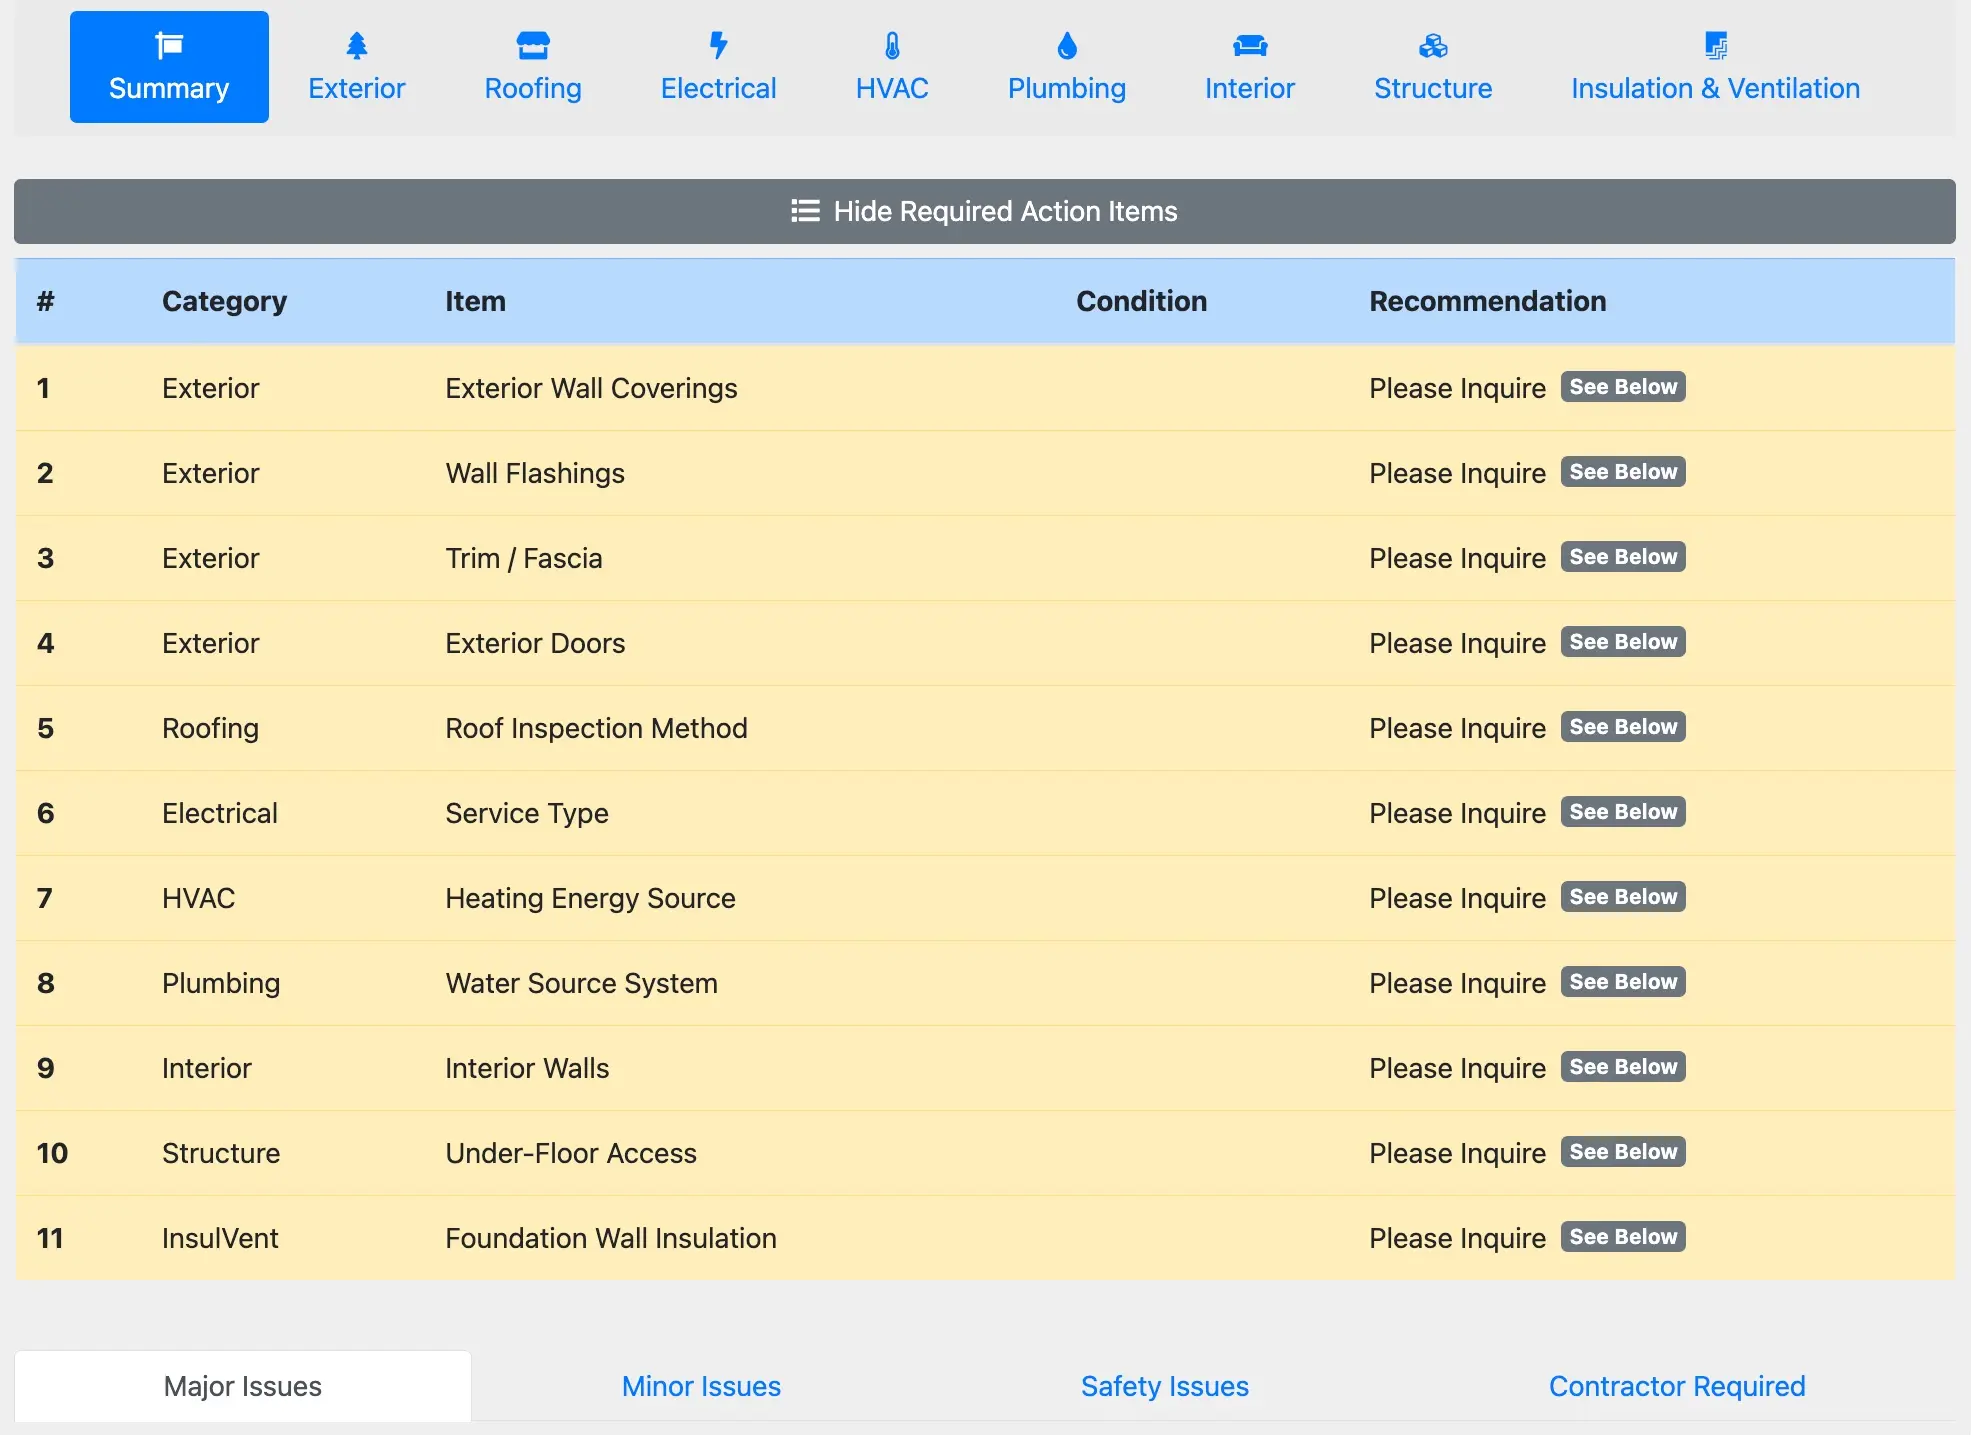 Summary Exterior Roofing Electrical HVAC Plumbing Interior Structure Insulation & Ventilation
Hide Required Action Items
# Category Item Condition Recommendation
1 Exterior Exterior Wall Coverings Please Inquire See Below
2 Exterior Wall Flashings Please Inquire See Below
3 Exterior Trim / Fascia Please Inquire See Below
4 Exterior Exterior Doors Please Inquire See Below
5 Roofing Roof Inspection Method Please Inquire See Below
6 Electrical Service Type Please Inquire See Below
7 HVAC Heating Energy Source Please Inquire See Below
8 Plumbing Water Source System Please Inquire See Below
9 Interior Interior Walls Please Inquire See Below
10 Structure Under-Floor Access Please Inquire See Below
11 InsulVent Foundation Wall Insulation Please Inquire See Below
Major Issues Minor Issues Safety Issues Contractor Required